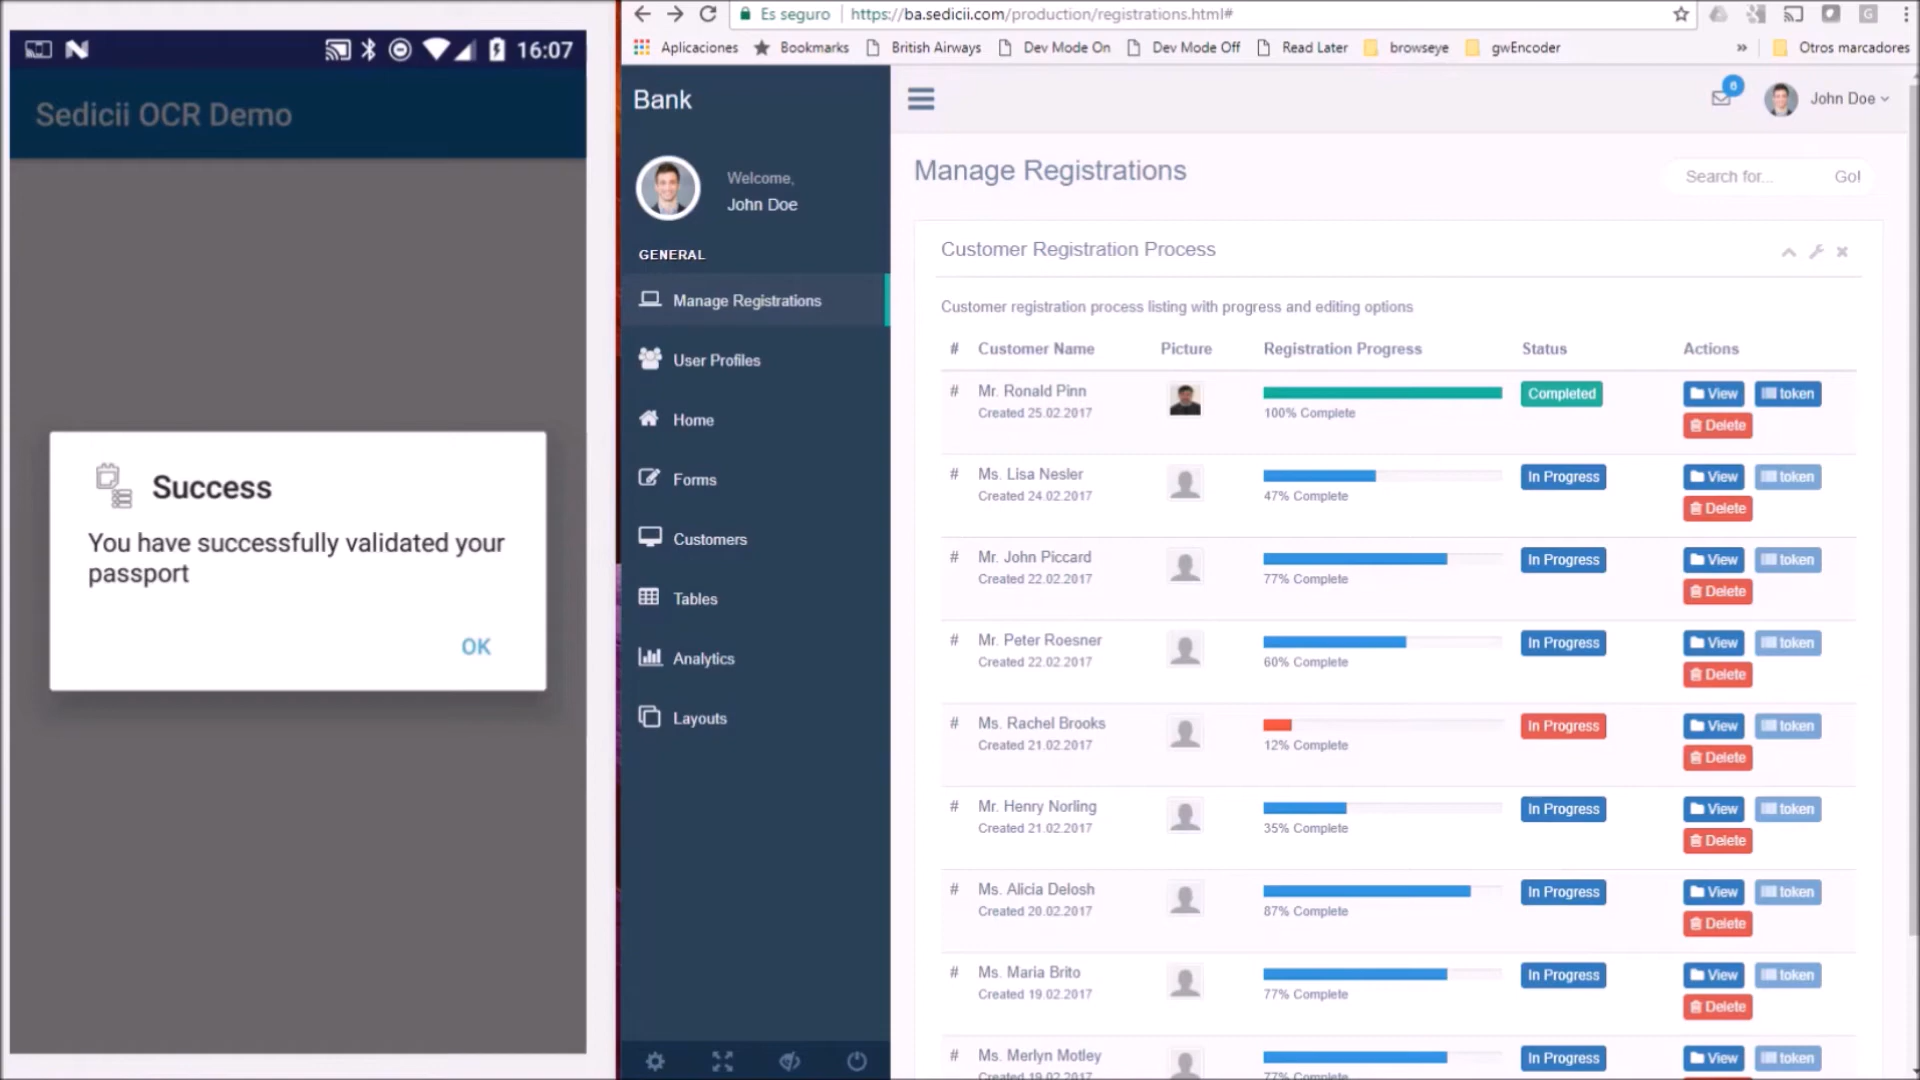 16:07
Sedicii OCR Demo
Success
You have successfully validated your
passport
OK
Es seguro
https://ba.sedicii.com/production/registrations.html#
Aplicaciones
Bookmarks
British Airways
Dev Mode On
Dev Mode Off
Read Later
browseye
gwEncoder
»
Otros marcadores
Bank
Welcome,
John Doe
GENERAL
Manage Registrations
User Profiles
Home
Forms
Customers
Tables
Analytics
Layouts
6
John Doe
Manage Registrations
Search for...
Go!
Customer Registration Process
Customer registration process listing with progress and editing options
# Customer Name Picture Registration Progress Status Actions
# Mr. Ronald Pinn Completed View token
Created 25.02.2017 100% Complete Delete
# Ms. Lisa Nesler In Progress View token
Created 24.02.2017 47% Complete Delete
# Mr. John Piccard In Progress View token
Created 22.02.2017 77% Complete Delete
# Mr. Peter Roesner In Progress View token
Created 22.02.2017 60% Complete Delete
# Ms. Rachel Brooks In Progress View token
Created 21.02.2017 12% Complete Delete
# Mr. Henry Norling In Progress View token
Created 21.02.2017 35% Complete Delete
# Ms. Alicia Delosh In Progress View token
Created 20.02.2017 87% Complete Delete
# Ms. Maria Brito In Progress View token
Created 19.02.2017 77% Complete Delete
# Ms. Merlyn Motley In Progress View token
Created 19.02.2017 77% Complete